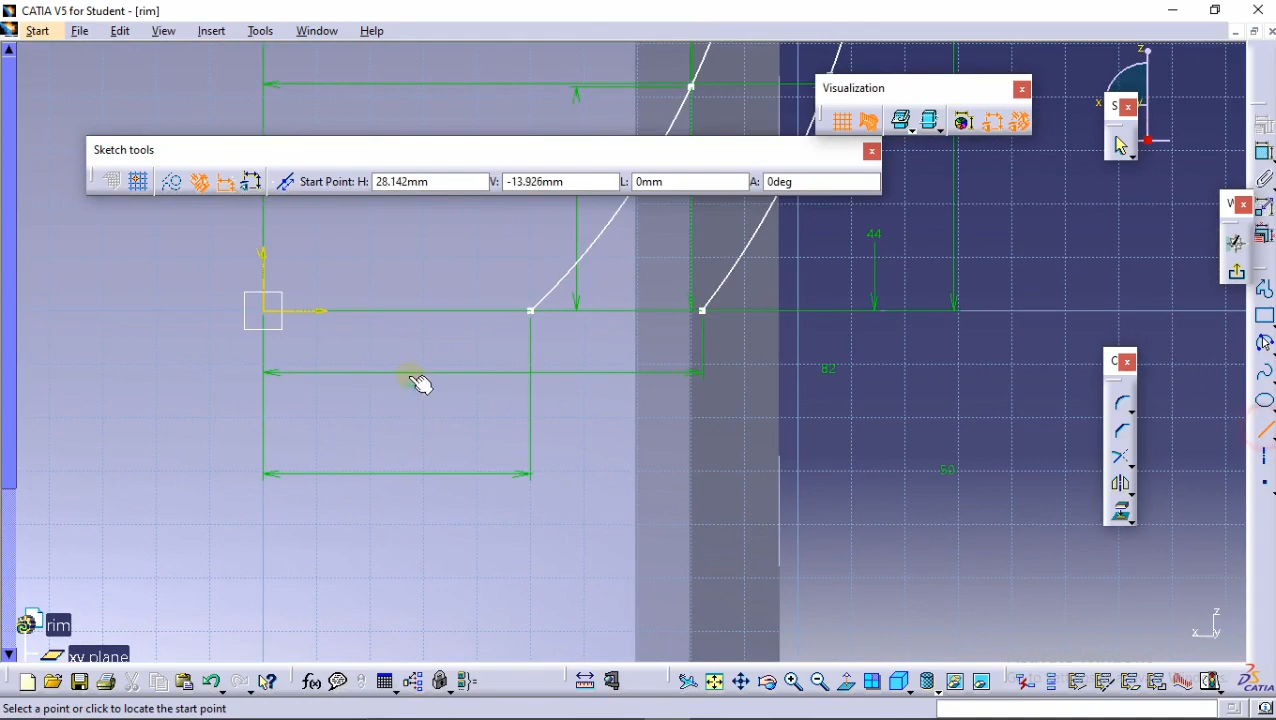 CATIA V5 for Student - [rim]
Start File Edit View Insert Tools Window Help
Visualization
Sketch tools
Start Point: H: 28.142mm V: -13.926mm L: 0mm A: 0deg
z
x
S
W
44
82
C
59
rim
xy plane
z
x y
f(x)
CATIA
Select a point or click to locate the start point